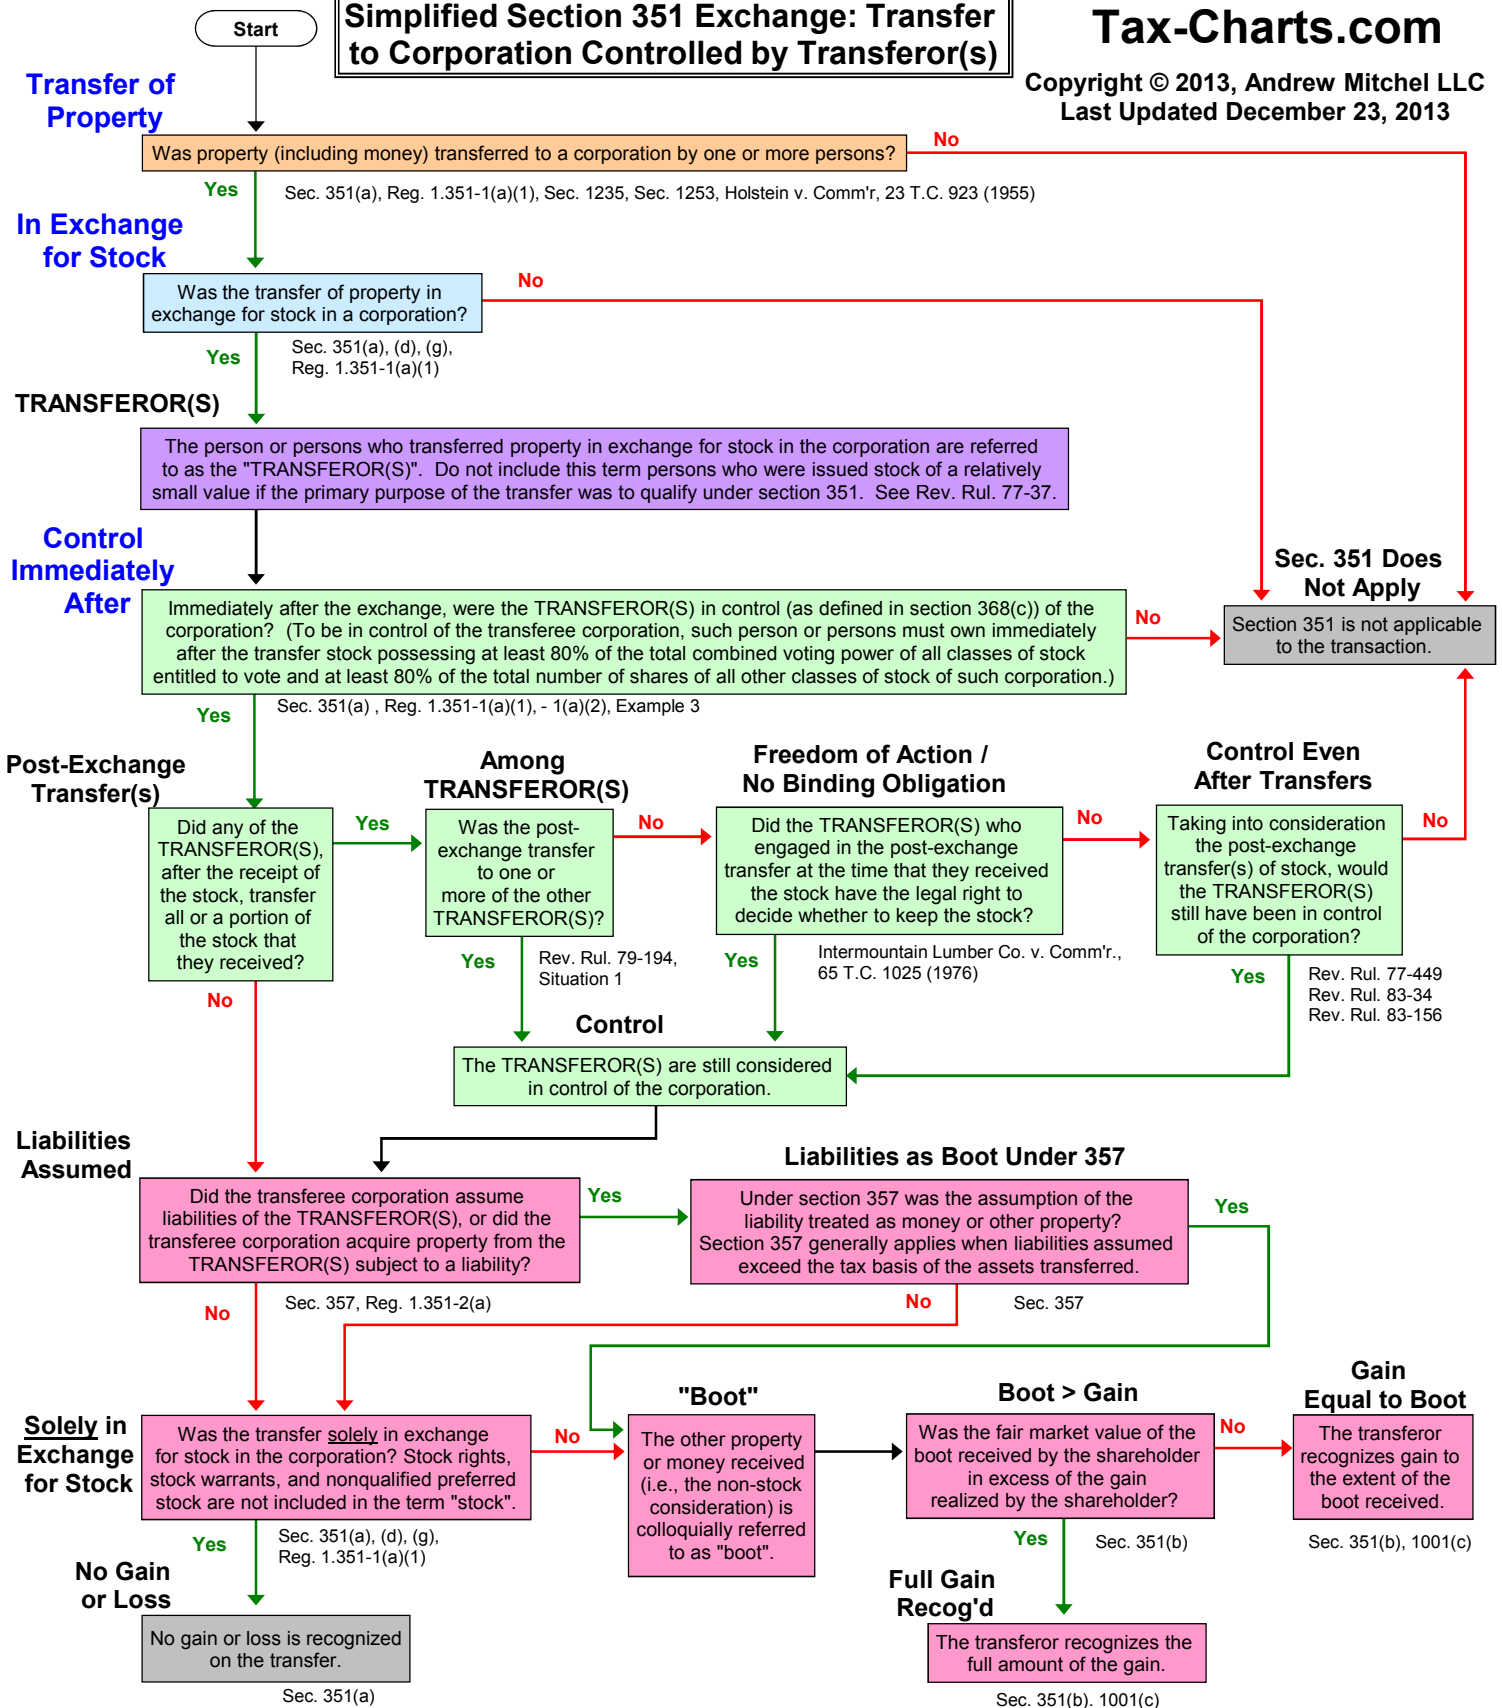 Start
Simplified Section 351 Exchange: Transfer
to Corporation Controlled by Transferor(s)
Tax-Charts.com
Copyright © 2013, Andrew Mitchel LLC
Last Updated December 23, 2013
Transfer of
Property
Was property (including money) transferred to a corporation by one or more persons?
No
Yes
Sec. 351(a), Reg. 1.351-1(a)(1), Sec. 1235, Sec. 1253, Holstein v. Comm'r, 23 T.C. 923 (1955)
In Exchange
for Stock
Was the transfer of property in
exchange for stock in a corporation?
No
Yes
Sec. 351(a), (d), (g),
Reg. 1.351-1(a)(1)
TRANSFEROR(S)
The person or persons who transferred property in exchange for stock in the corporation are referred
to as the "TRANSFEROR(S)". Do not include this term persons who were issued stock of a relatively
small value if the primary purpose of the transfer was to qualify under section 351. See Rev. Rul. 77-37.
Control
Immediately
After
Immediately after the exchange, were the TRANSFEROR(S) in control (as defined in section 368(c)) of the
corporation? (To be in control of the transferee corporation, such person or persons must own immediately
after the transfer stock possessing at least 80% of the total combined voting power of all classes of stock
entitled to vote and at least 80% of the total number of shares of all other classes of stock of such corporation.)
No
Sec. 351 Does
Not Apply
Section 351 is not applicable
to the transaction.
Yes
Sec. 351(a) , Reg. 1.351-1(a)(1), - 1(a)(2), Example 3
Post-Exchange
Transfer(s)
Did any of the
TRANSFEROR(S),
after the receipt of
the stock, transfer
all or a portion of
the stock that
they received?
Yes
No
Among
TRANSFEROR(S)
Was the post-
exchange transfer
to one or
more of the other
TRANSFEROR(S)?
No
Yes
Rev. Rul. 79-194,
Situation 1
Freedom of Action /
No Binding Obligation
Did the TRANSFEROR(S) who
engaged in the post-exchange
transfer at the time that they received
the stock have the legal right to
decide whether to keep the stock?
No
Yes
Intermountain Lumber Co. v. Comm'r.,
65 T.C. 1025 (1976)
Control Even
After Transfers
Taking into consideration
the post-exchange
transfer(s) of stock, would
the TRANSFEROR(S)
still have been in control
of the corporation?
No
Yes
Rev. Rul. 77-449
Rev. Rul. 83-34
Rev. Rul. 83-156
Control
The TRANSFEROR(S) are still considered
in control of the corporation.
Liabilities
Assumed
Did the transferee corporation assume
liabilities of the TRANSFEROR(S), or did the
transferee corporation acquire property from the
TRANSFEROR(S) subject to a liability?
Yes
No
Sec. 357, Reg. 1.351-2(a)
Liabilities as Boot Under 357
Under section 357 was the assumption of the
liability treated as money or other property?
Section 357 generally applies when liabilities assumed
exceed the tax basis of the assets transferred.
Yes
No
Sec. 357
Solely in
Exchange
for Stock
Was the transfer solely in exchange
for stock in the corporation? Stock rights,
stock warrants, and nonqualified preferred
stock are not included in the term "stock".
No
Yes
Sec. 351(a), (d), (g),
Reg. 1.351-1(a)(1)
"Boot"
The other property
or money received
(i.e., the non-stock
consideration) is
colloquially referred
to as "boot".
Boot > Gain
Was the fair market value of the
boot received by the shareholder
in excess of the gain
realized by the shareholder?
No
Yes
Sec. 351(b)
Gain
Equal to Boot
The transferor
recognizes gain to
the extent of the
boot received.
Sec. 351(b), 1001(c)
No Gain
or Loss
No gain or loss is recognized
on the transfer.
Sec. 351(a)
Full Gain
Recog'd
The transferor recognizes the
full amount of the gain.
Sec. 351(b), 1001(c)